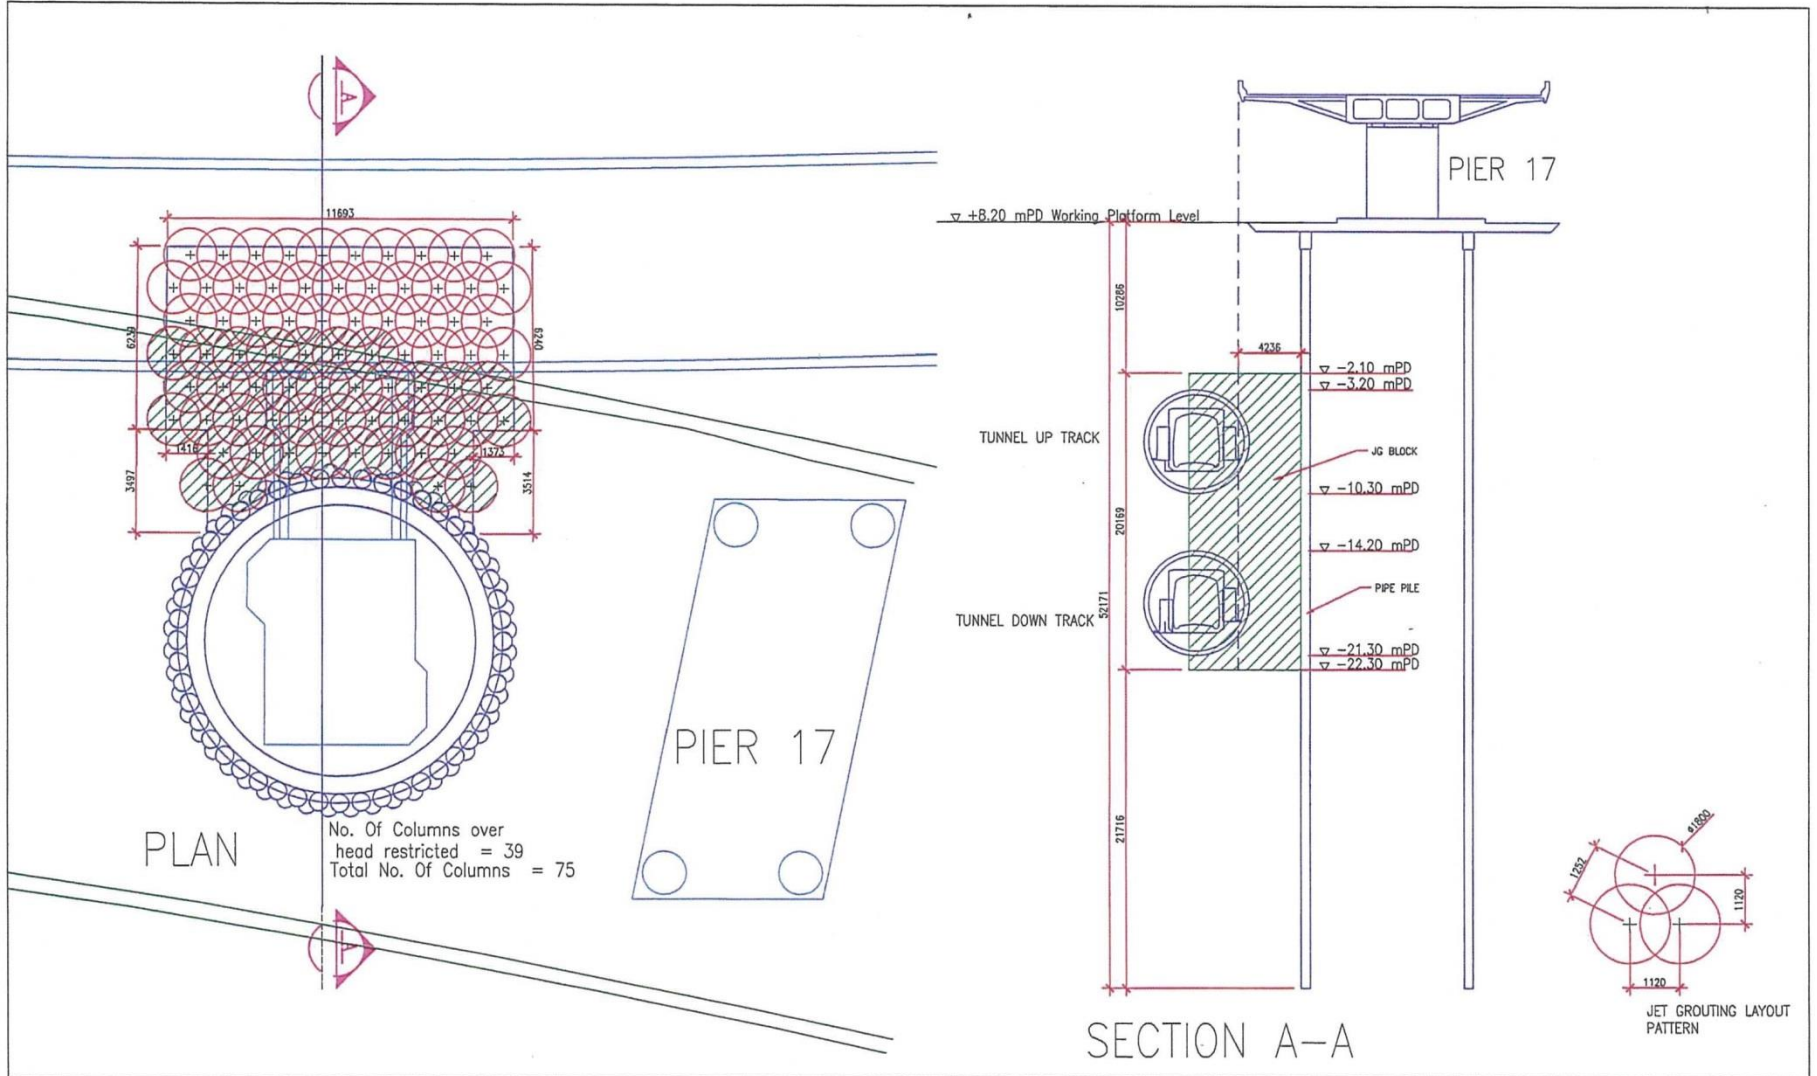 A
11693
6239
6240
1416
1373
3497
3514
PIER 17
PLAN
No. Of Columns over
head restricted = 39
Total No. Of Columns = 75
A
PIER 17
▽ +8.20 mPD Working Platform Level
10286
4236
▽ -2.10 mPD
▽ -3.20 mPD
TUNNEL UP TRACK
JG BLOCK
▽ -10.30 mPD
20169
▽ -14.20 mPD
PIPE PILE
52171
TUNNEL DOWN TRACK
▽ -21.30 mPD
▽ -22.30 mPD
21716
SECTION A-A
ø1800
1252
1120
1120
JET GROUTING LAYOUT
PATTERN